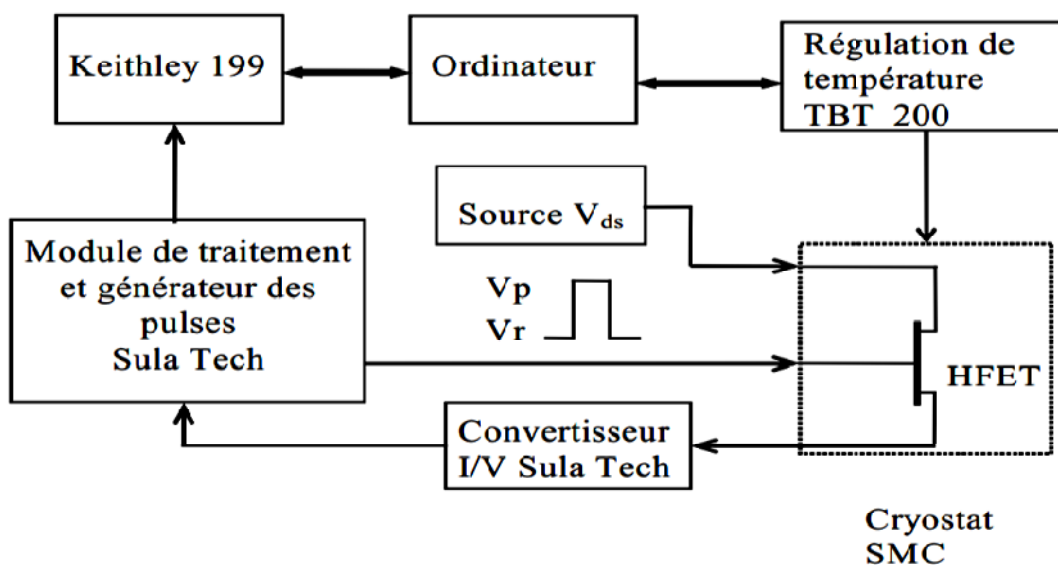 Keithley 199
Ordinateur
Régulation de
température
TBT 200
Source Vds
Module de traitement
et générateur des
pulses
Sula Tech
Vp
Vr
HFET
Convertisseur
I/V Sula Tech
Cryostat
SMC